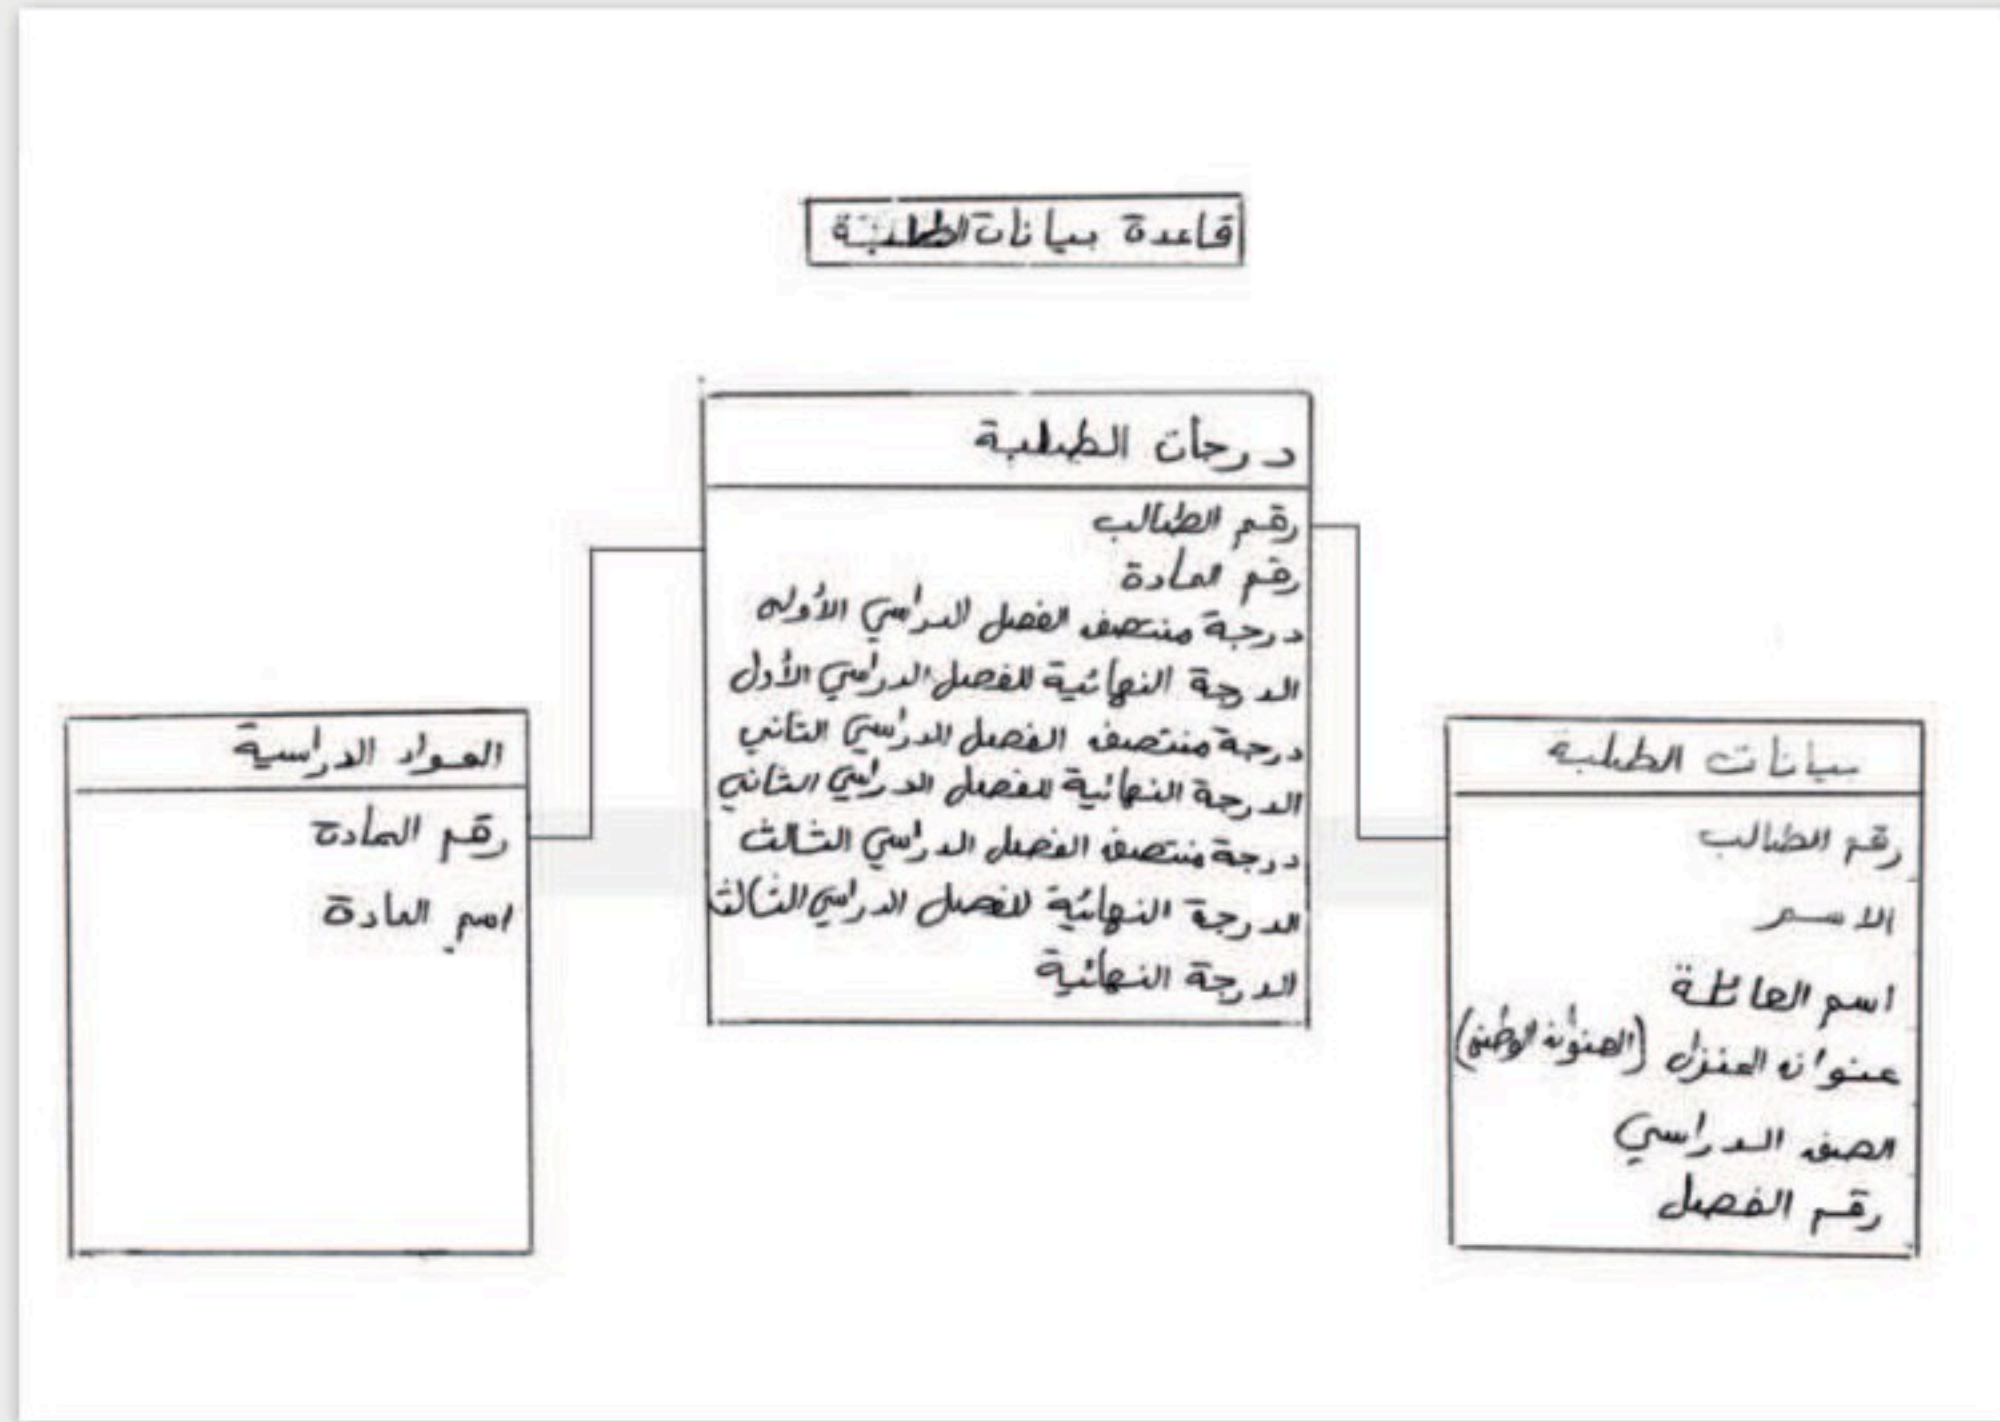 قاعدة بيانات الطلبة
درجات الطلبة
رقم الطالب
رقم المادة
درجة منتصف الفصل الدراسي الأول
الدرجة النهائية للفصل الدراسي الأول
درجة منتصف الفصل الدراسي الثاني
الدرجة النهائية للفصل الدراسي الثاني
درجة منتصف الفصل الدراسي الثالث
الدرجة النهائية للفصل الدراسي الثالث
الدرجة النهائية
بيانات الطلبة
رقم الطالب
الاسم
اسم العائلة
عنوان المنزل (العنوان الوطني)
الصف الدراسي
رقم الفصل
المواد الدراسية
رقم المادة
اسم المادة